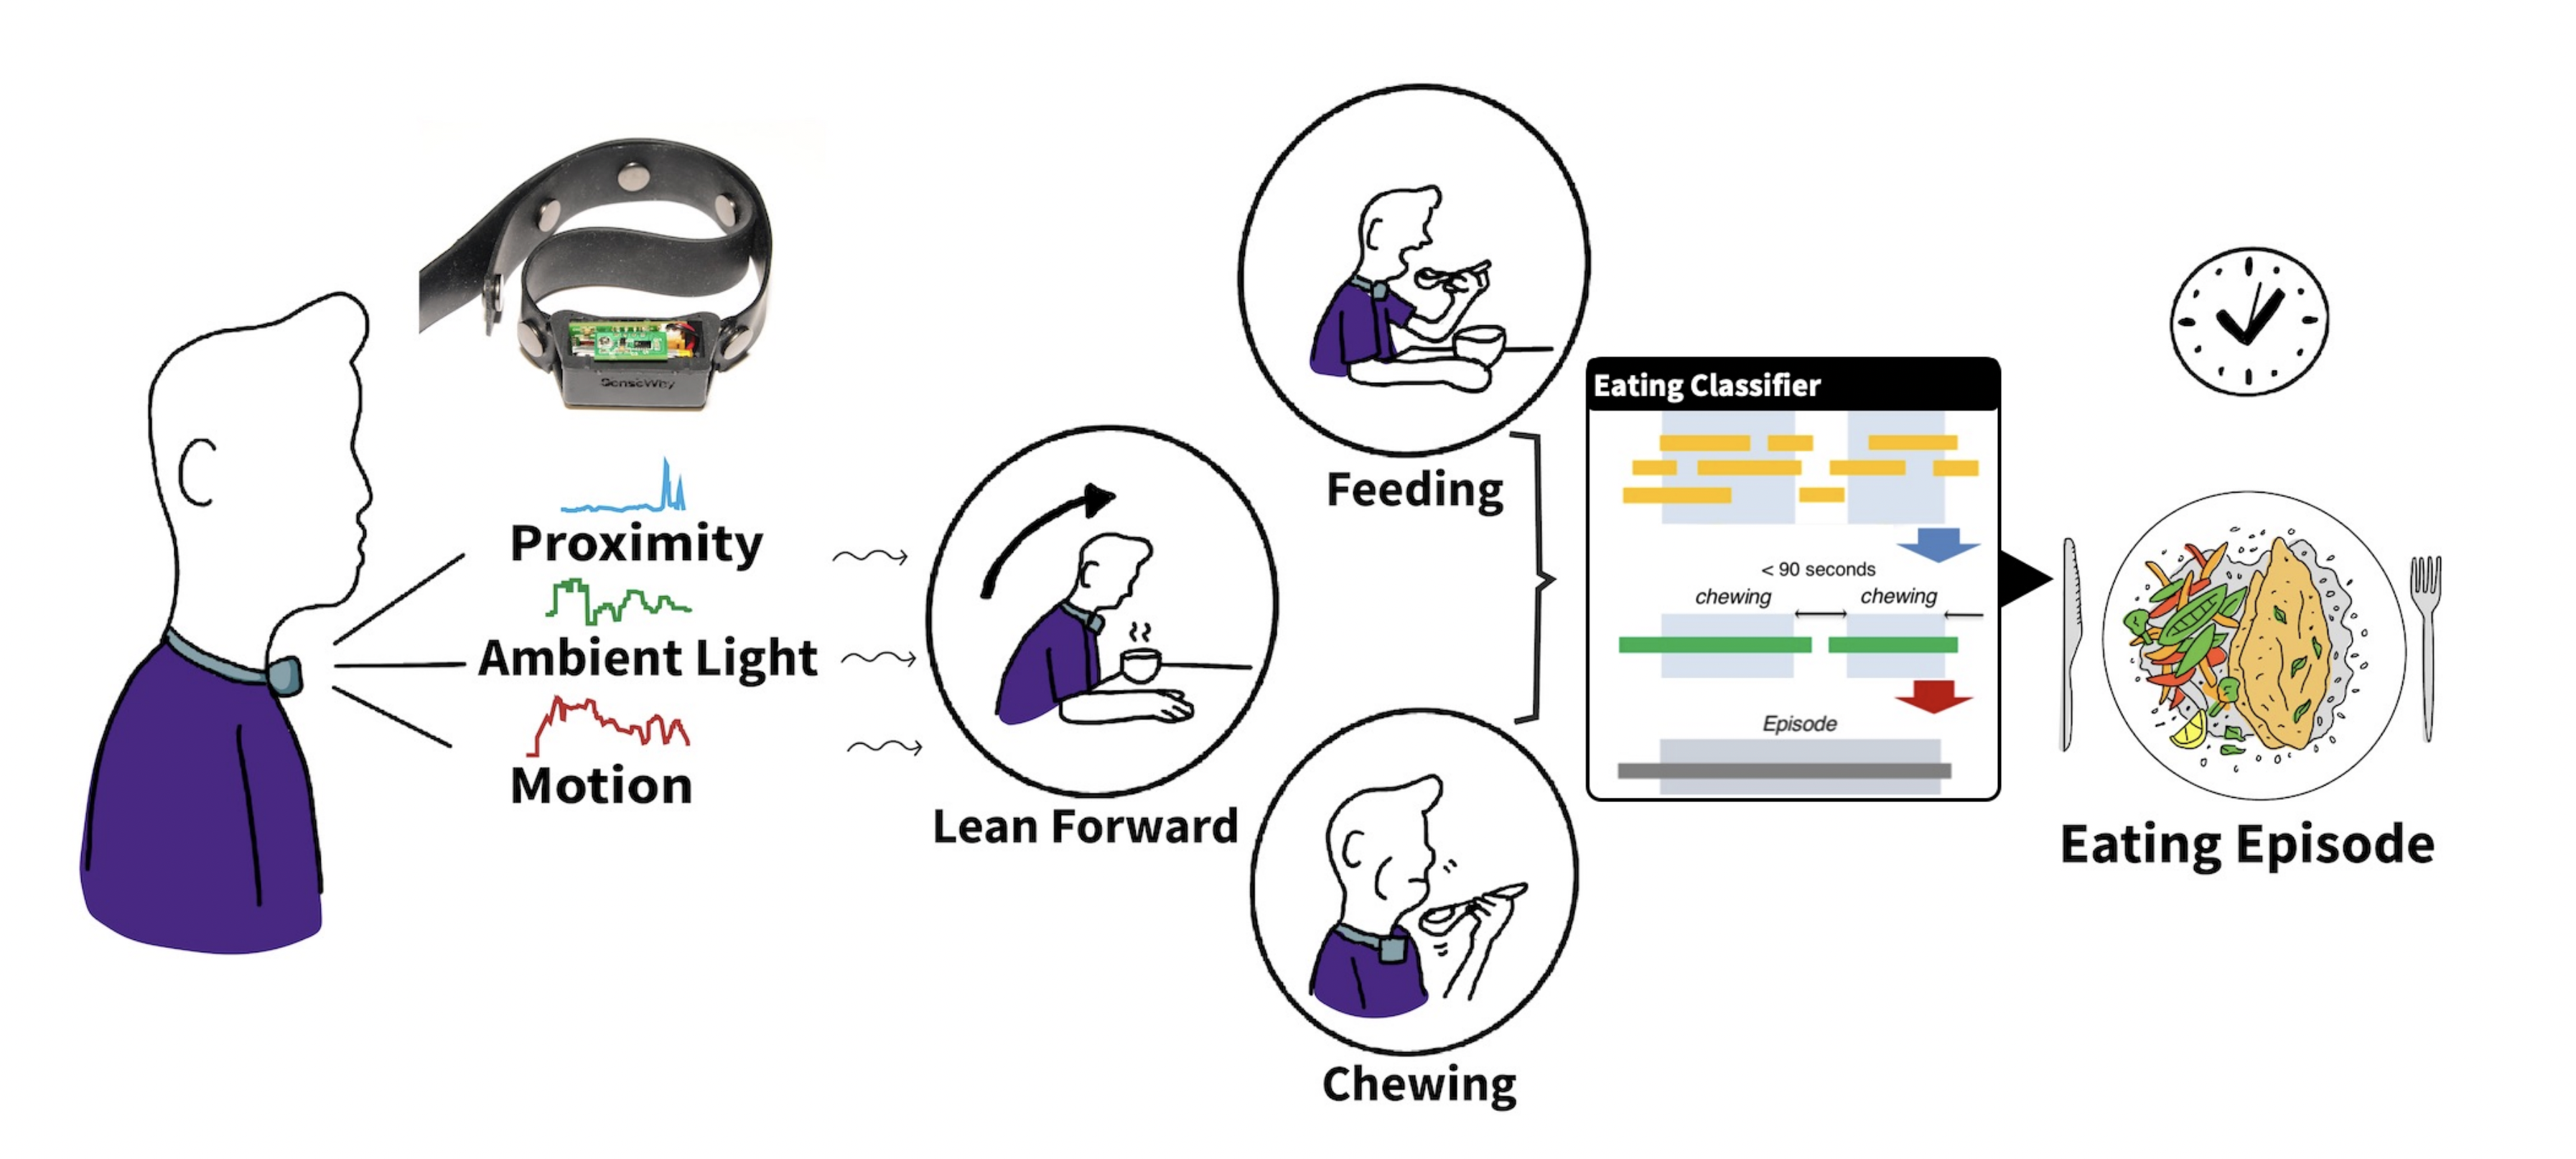 SenseWhy
Proximity
Ambient Light
Motion
Lean Forward
Feeding
Chewing
Eating Classifier
< 90 seconds
chewing chewing
Episode
Eating Episode